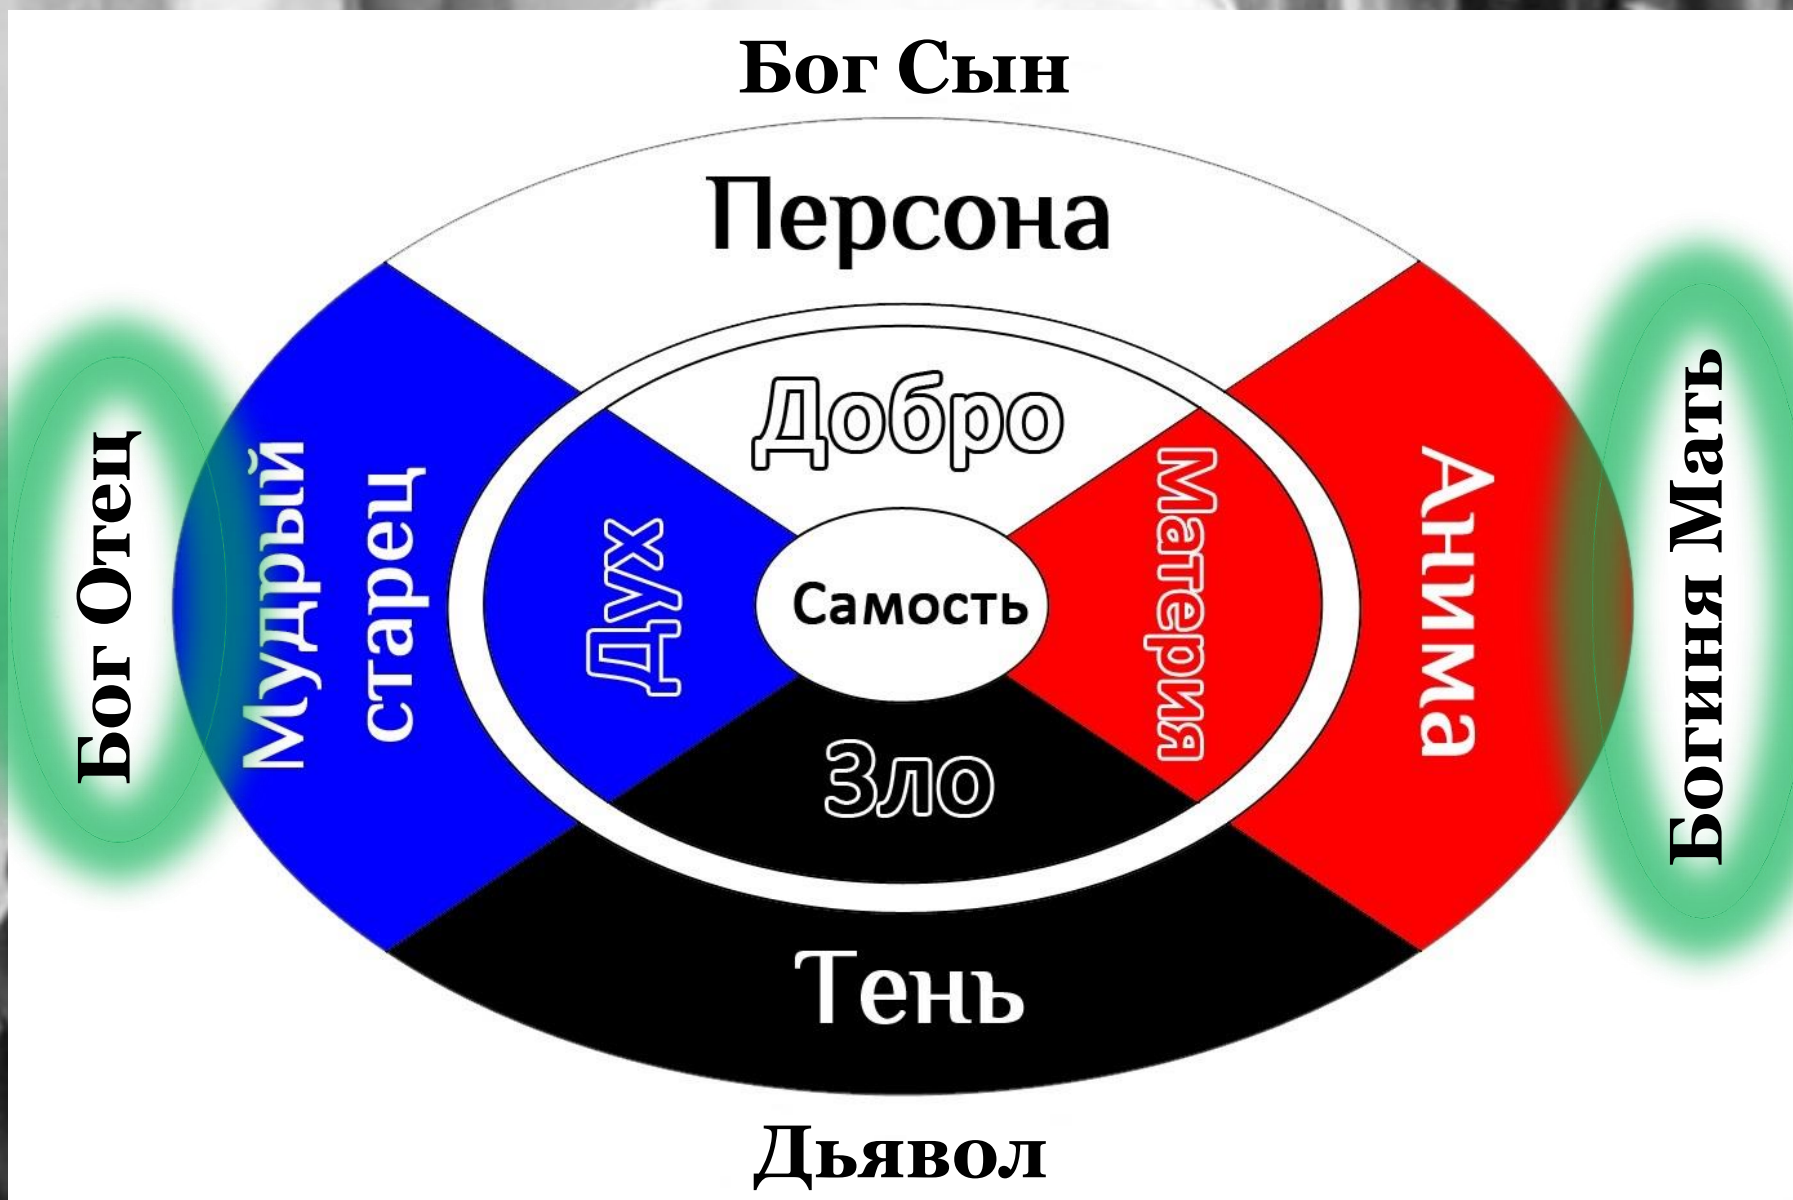 Бог Сын
Персона
Добро
Бог Отец
Мудрый
старец
Дух
Самость
Материя
Анима
Богиня Мать
Зло
Тень
Дьявол